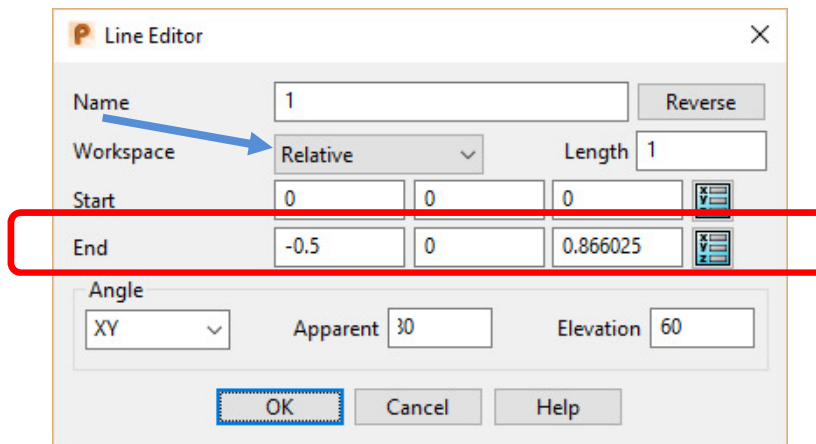 Line Editor
Name 1 Reverse
Workspace Relative Length 1
Start 0 0 0
End -0.5 0 0.866025
Angle
XY Apparent Elevation 60
OK Cancel Help